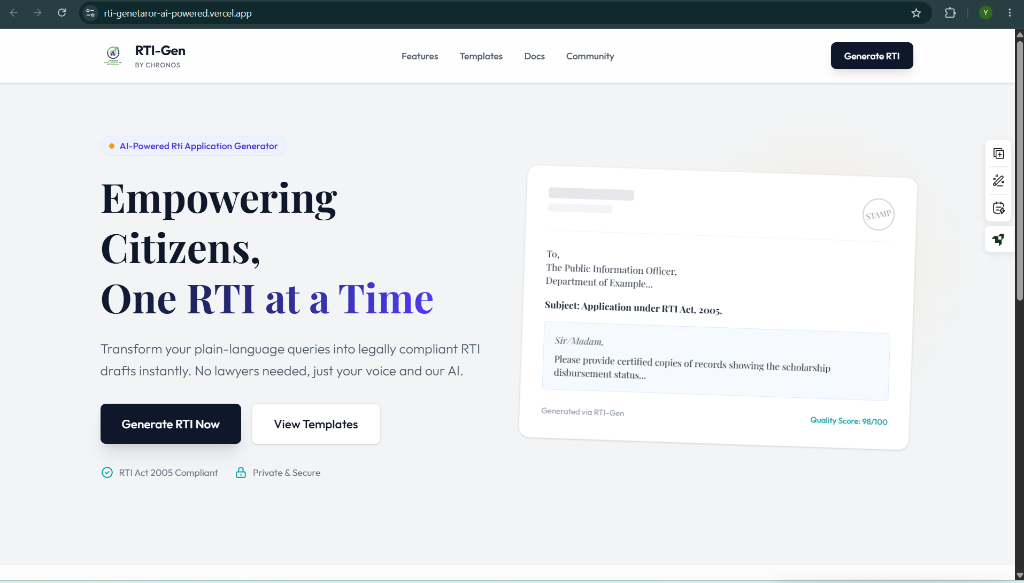 rti-genetaror-ai-powered.vercel.app
Y
RTI-Gen
BY CHRONOS
Features
Templates
Docs
Community
Generate RTI
AI-Powered Rti Application Generator
Empowering
Citizens,
One RTI at a Time
Transform your plain-language queries into legally compliant RTI
drafts instantly. No lawyers needed, just your voice and our AI.
Generate RTI Now
View Templates
RTI Act 2005 Compliant
Private & Secure
STAMP
To,
The Public Information Officer,
Department of Example...
Subject: Application under RTI Act, 2005.
Sir/Madam,
Please provide certified copies of records showing the scholarship
disbursement status...
Generated via RTI-Gen
Quality Score: 98/100